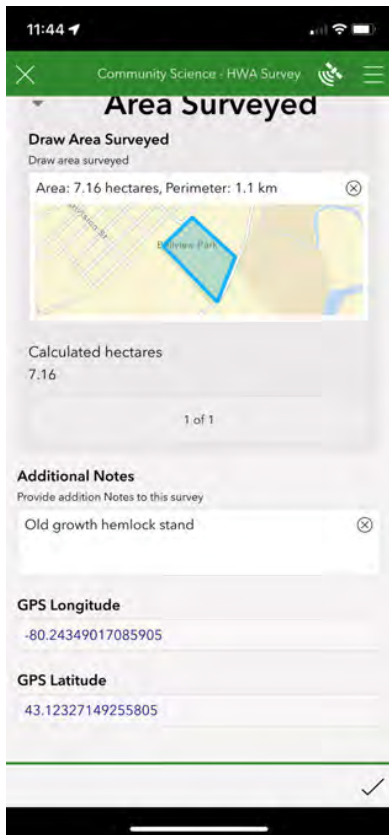 11:44
Community Science - HWA Survey
Area Surveyed
Draw Area Surveyed
Draw area surveyed
Area: 7.16 hectares, Perimeter: 1.1 km
Park
Calculated hectares
7.16
1 of 1
Additional Notes
Provide addition Notes to this survey
Old growth hemlock stand
GPS Longitude
-80.24349017085905
GPS Latitude
43.12327149255805